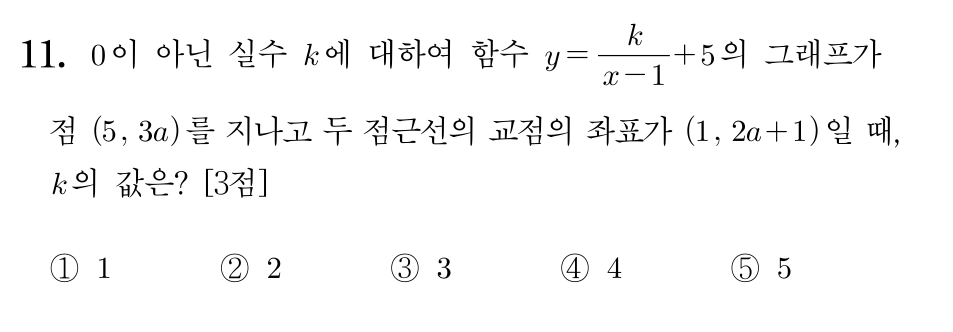 11. 0이 아닌 실수 k에 대하여 함수 y=k/(x-1)+5의 그래프가
점 (5, 3a)를 지나고 두 점근선의 교점의 좌표가 (1, 2a+1)일 때,
k의 값은? [3점]
① 1 ② 2 ③ 3 ④ 4 ⑤ 5